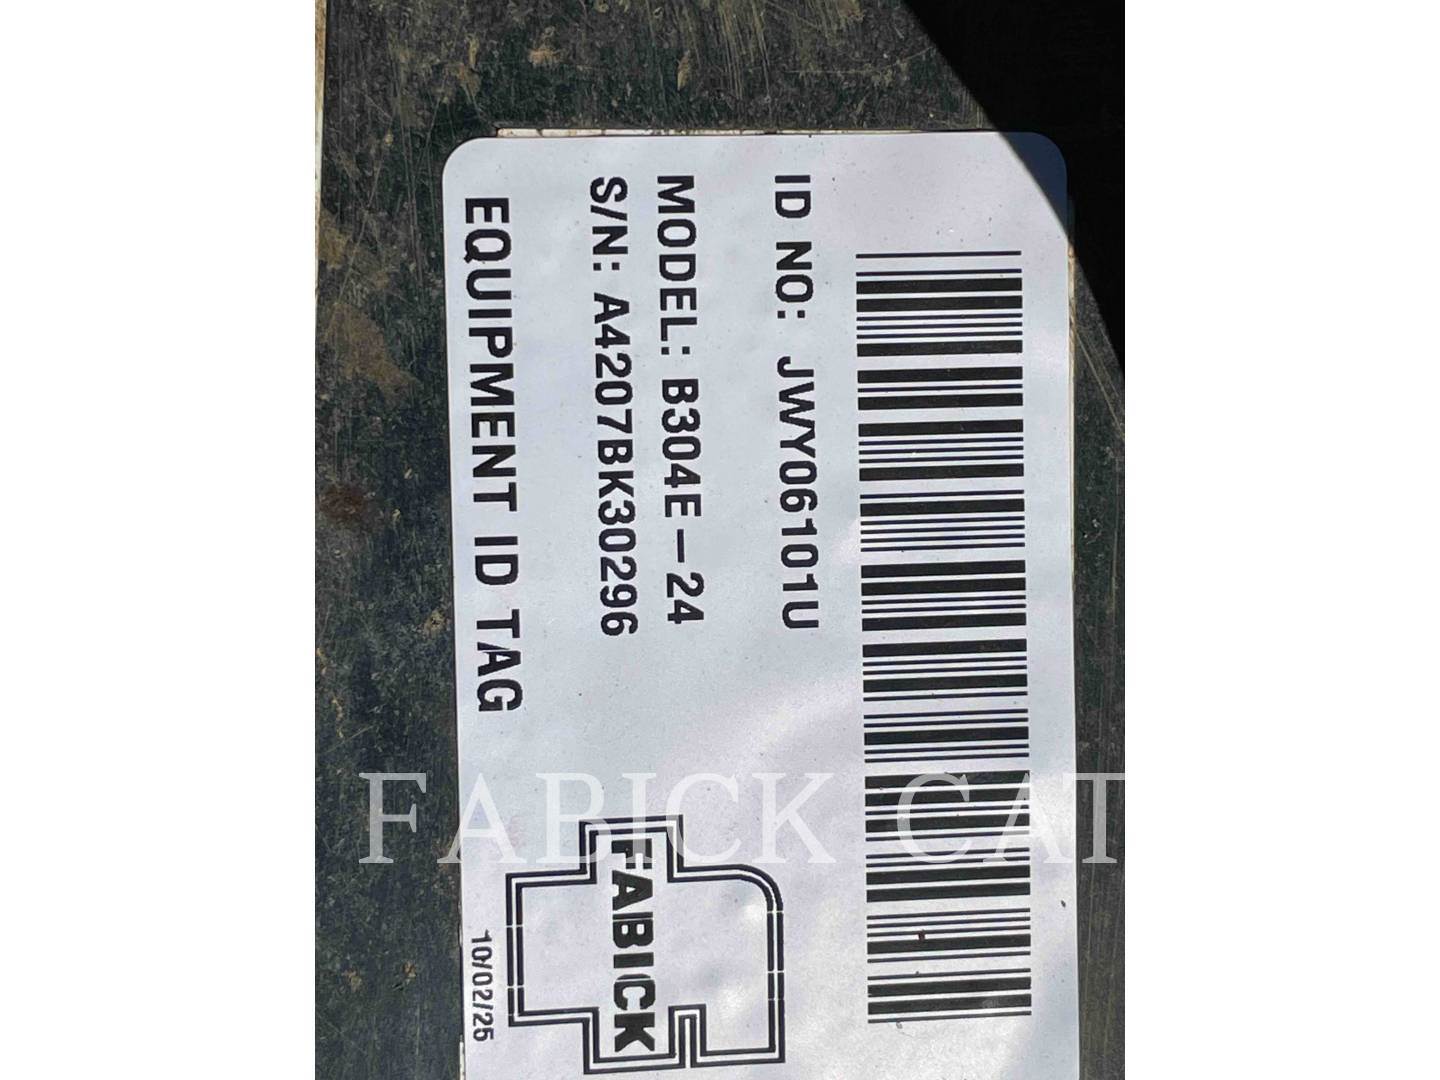 ID NO: JWY06101U
MODEL: B304E-24
S/N: A4207BK30296
EQUIPMENT ID TAG
FABICK
10/02/25
FABICK CAT